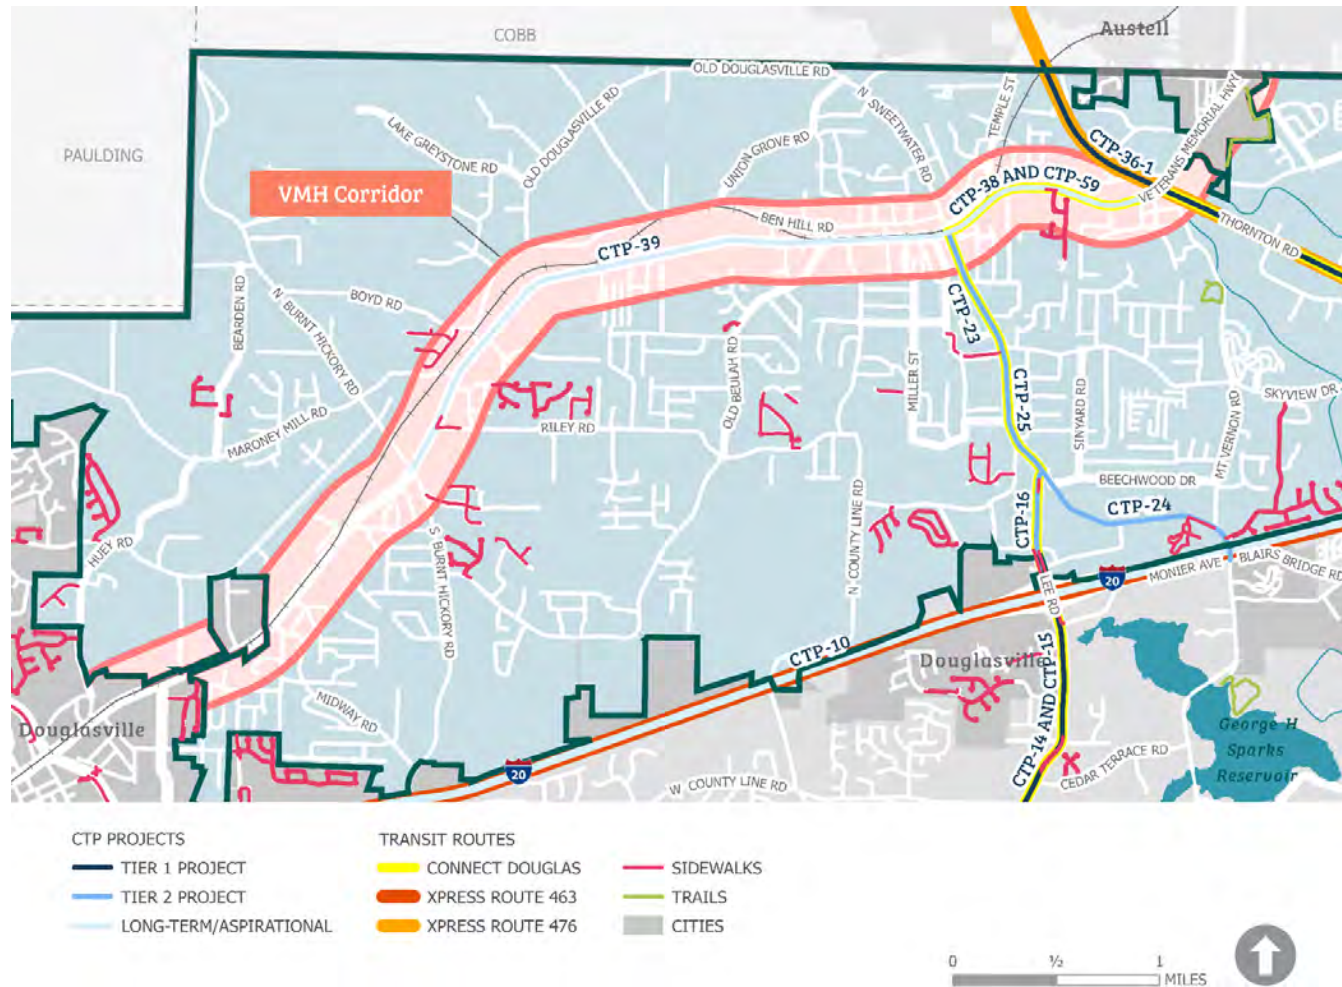 COBB
Austell
PAULDING
OLD DOUGLASVILLE RD
N SWEETWATER RD
TEMPLE ST
VETERANS MEMORIAL HWY
LAKE GREYSTONE RD
OLD DOUGLASVILLE RD
UNION GROVE RD
CTP-36-1
VMH Corridor
CTP-38 AND CTP-59
BEN HILL RD
THORNTON RD
CTP-39
BEARDEN RD
N BURNT HICKORY RD
BOYD RD
CTP-23
OLD BEULAH RD
MILLER ST
CTP-25
SINYARD RD
MT VERNON RD
SKYVIEW DR
MARONEY MILL RD
RILEY RD
BEECHWOOD DR
CTP-24
CTP-16
N COUNTY LINE RD
HUEY RD
S BURNT HICKORY RD
LEE RD
20
MONIER AVE
BLAIRS BRIDGE RD
CTP-10
Douglasville
CTP-14 AND CTP-15
MIDWAY RD
Douglasville
George H
Sparks
Reservoir
CEDAR TERRACE RD
20
W COUNTY LINE RD
CTP PROJECTS
TIER 1 PROJECT
TIER 2 PROJECT
LONG-TERM/ASPIRATIONAL
TRANSIT ROUTES
CONNECT DOUGLAS
XPRESS ROUTE 463
XPRESS ROUTE 476
SIDEWALKS
TRAILS
CITIES
0 ½ 1
MILES